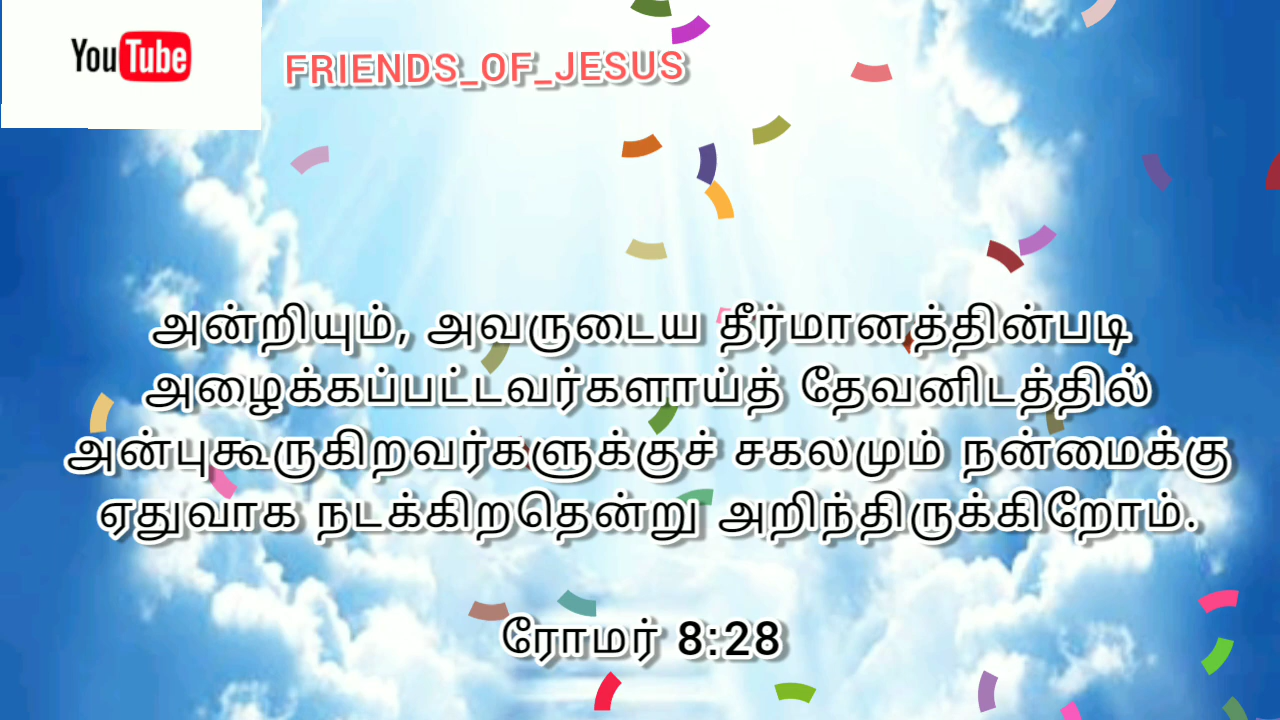 YouTube
FRIENDS_OF_JESUS
அன்றியும், அவருடைய தீர்மானத்தின்படி
அழைக்கப்பட்டவர்களாய்த் தேவனிடத்தில்
அன்புகூருகிறவர்களுக்குச் சகலமும் நன்மைக்கு
ஏதுவாக நடக்கிறதென்று அறிந்திருக்கிறோம்.
ரோமர் 8:28